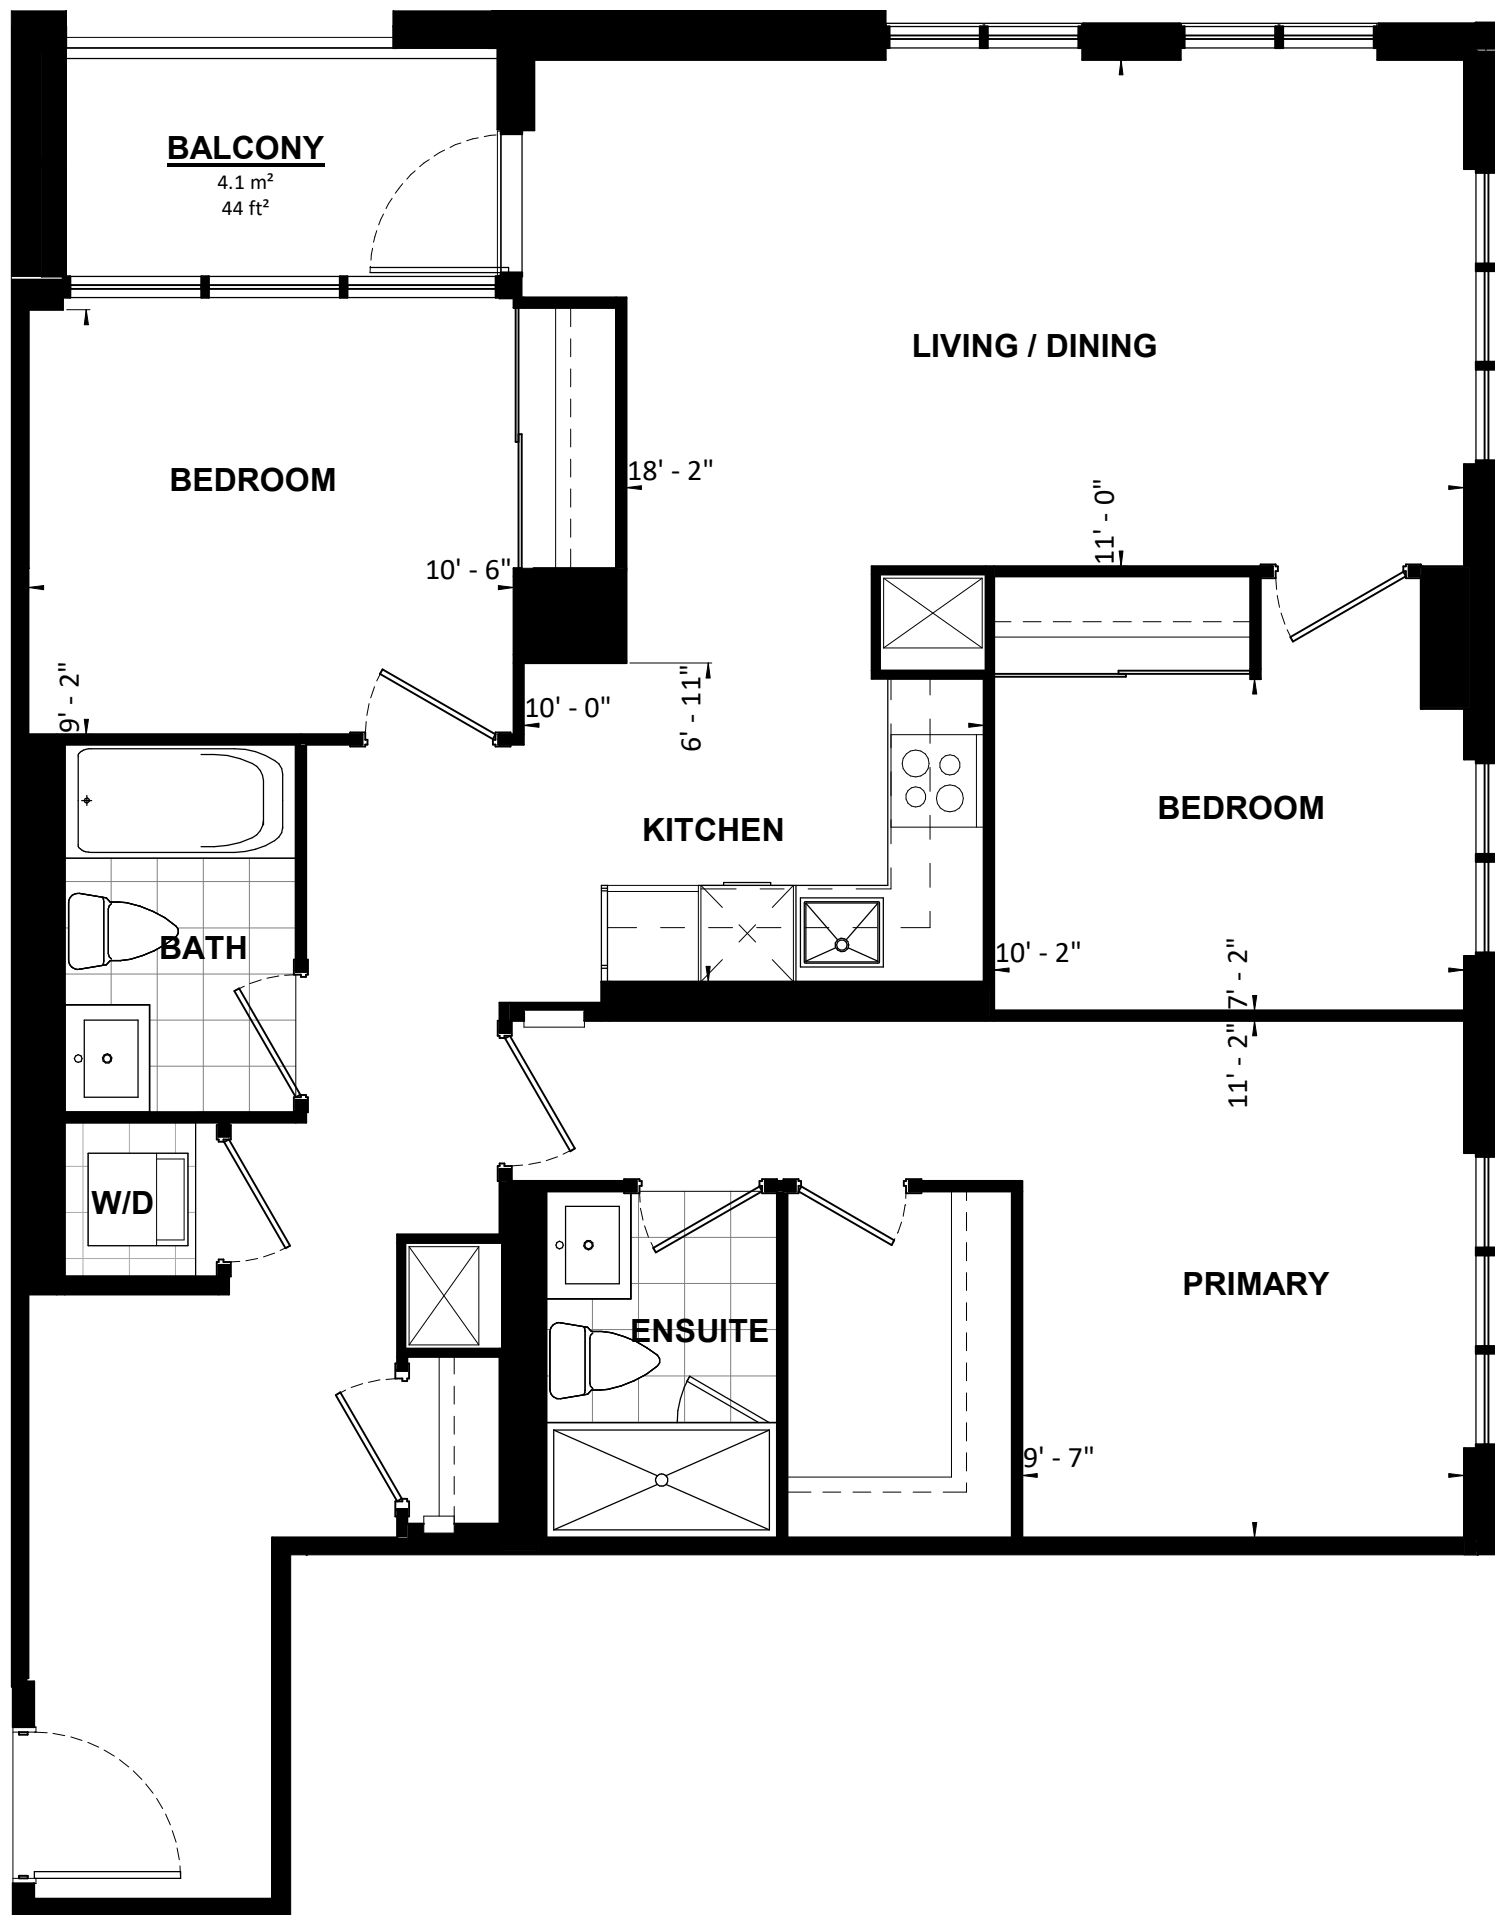 BALCONY
4.1 m²
44 ft²
LIVING / DINING
BEDROOM
18' - 2"
11' - 0"
10' - 6"
9' - 2"
10' - 0"
6' - 11"
KITCHEN
BEDROOM
BATH
10' - 2"
7' - 2"
11' - 2"
W/D
PRIMARY
ENSUITE
9' - 7"